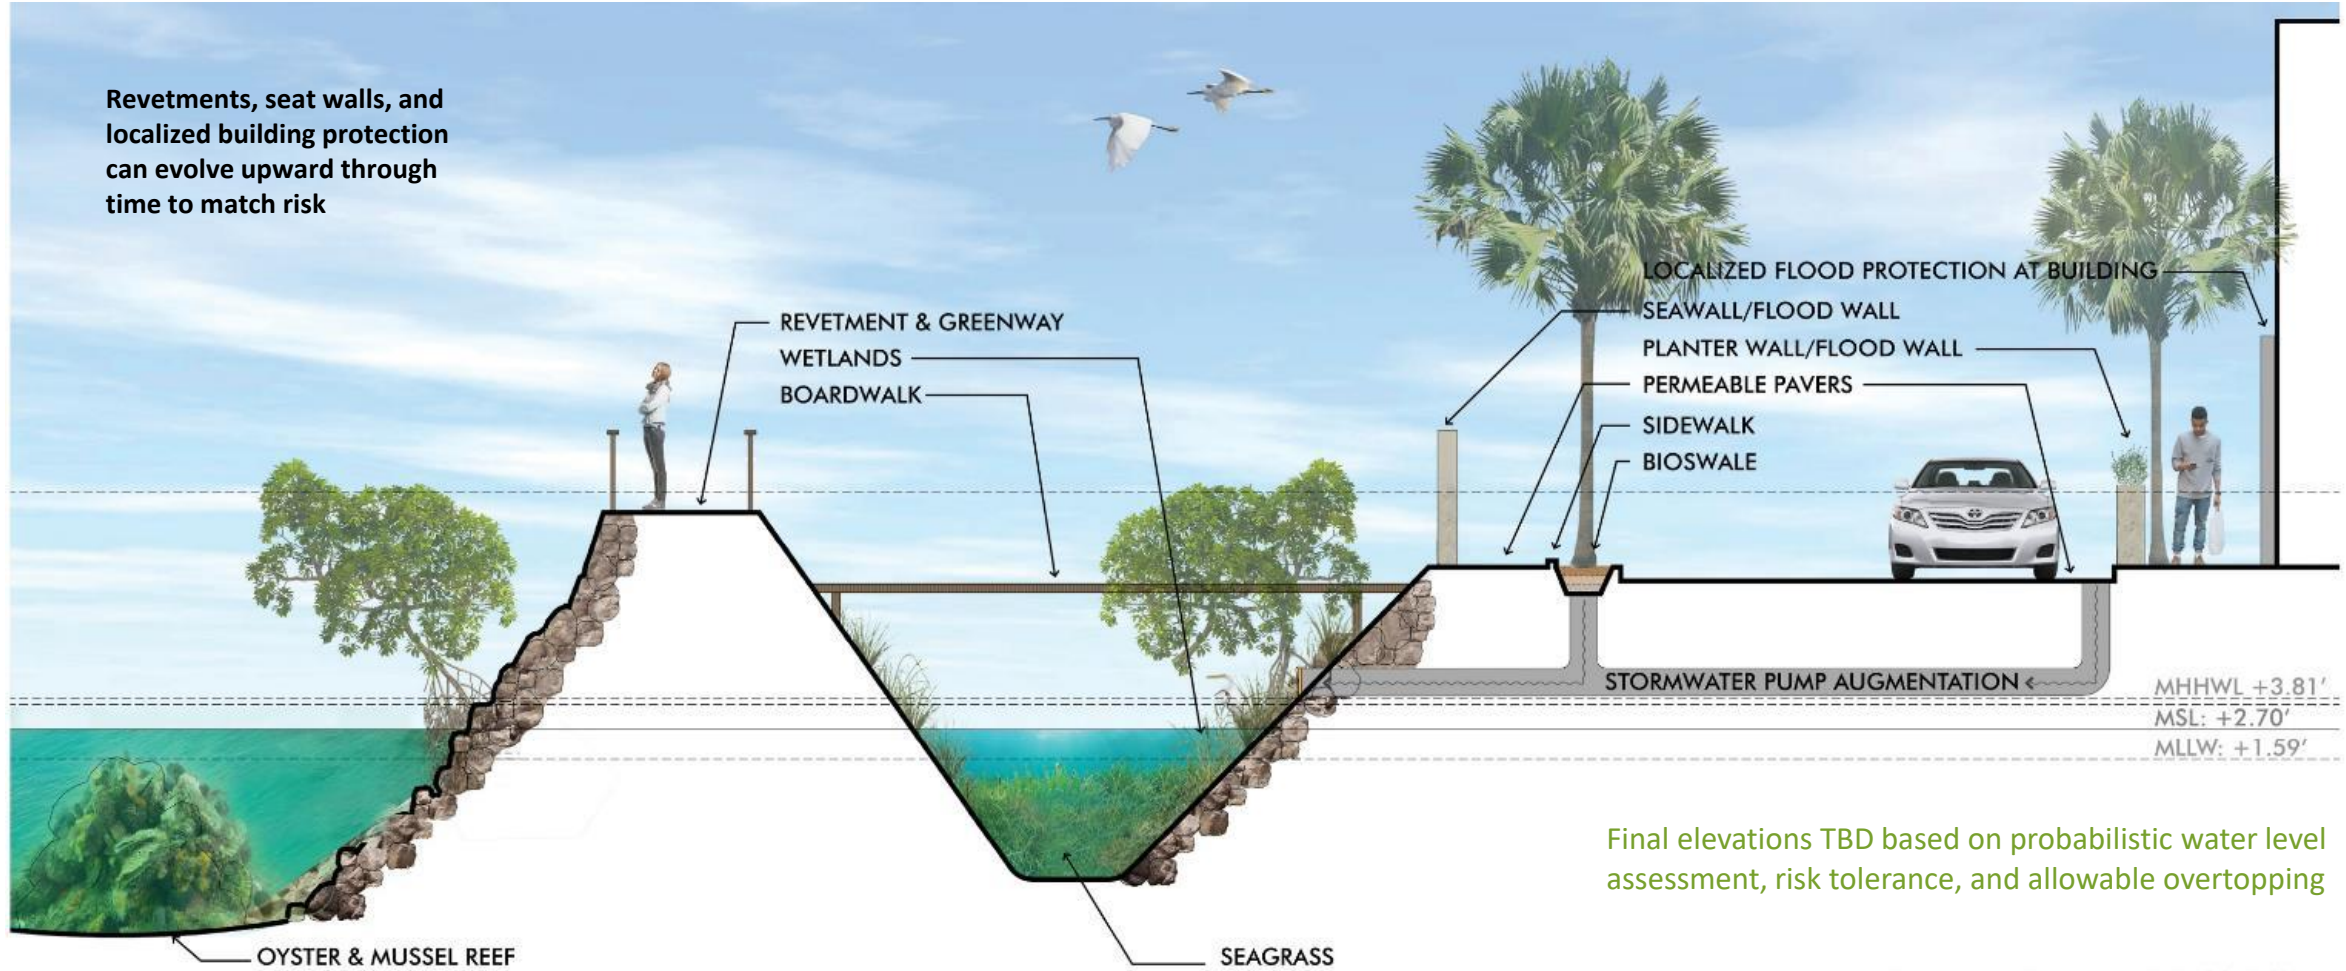 Revetments, seat walls, and
localized building protection
can evolve upward through
time to match risk
LOCALIZED FLOOD PROTECTION AT BUILDING
SEAWALL/FLOOD WALL
PLANTER WALL/FLOOD WALL
PERMEABLE PAVERS
SIDEWALK
BIOSWALE
REVETMENT & GREENWAY
WETLANDS
BOARDWALK
STORMWATER PUMP AUGMENTATION
MHHWL +3.81'
MSL: +2.70'
MLLW: +1.59'
Final elevations TBD based on probabilistic water level
assessment, risk tolerance, and allowable overtopping
OYSTER & MUSSEL REEF
SEAGRASS